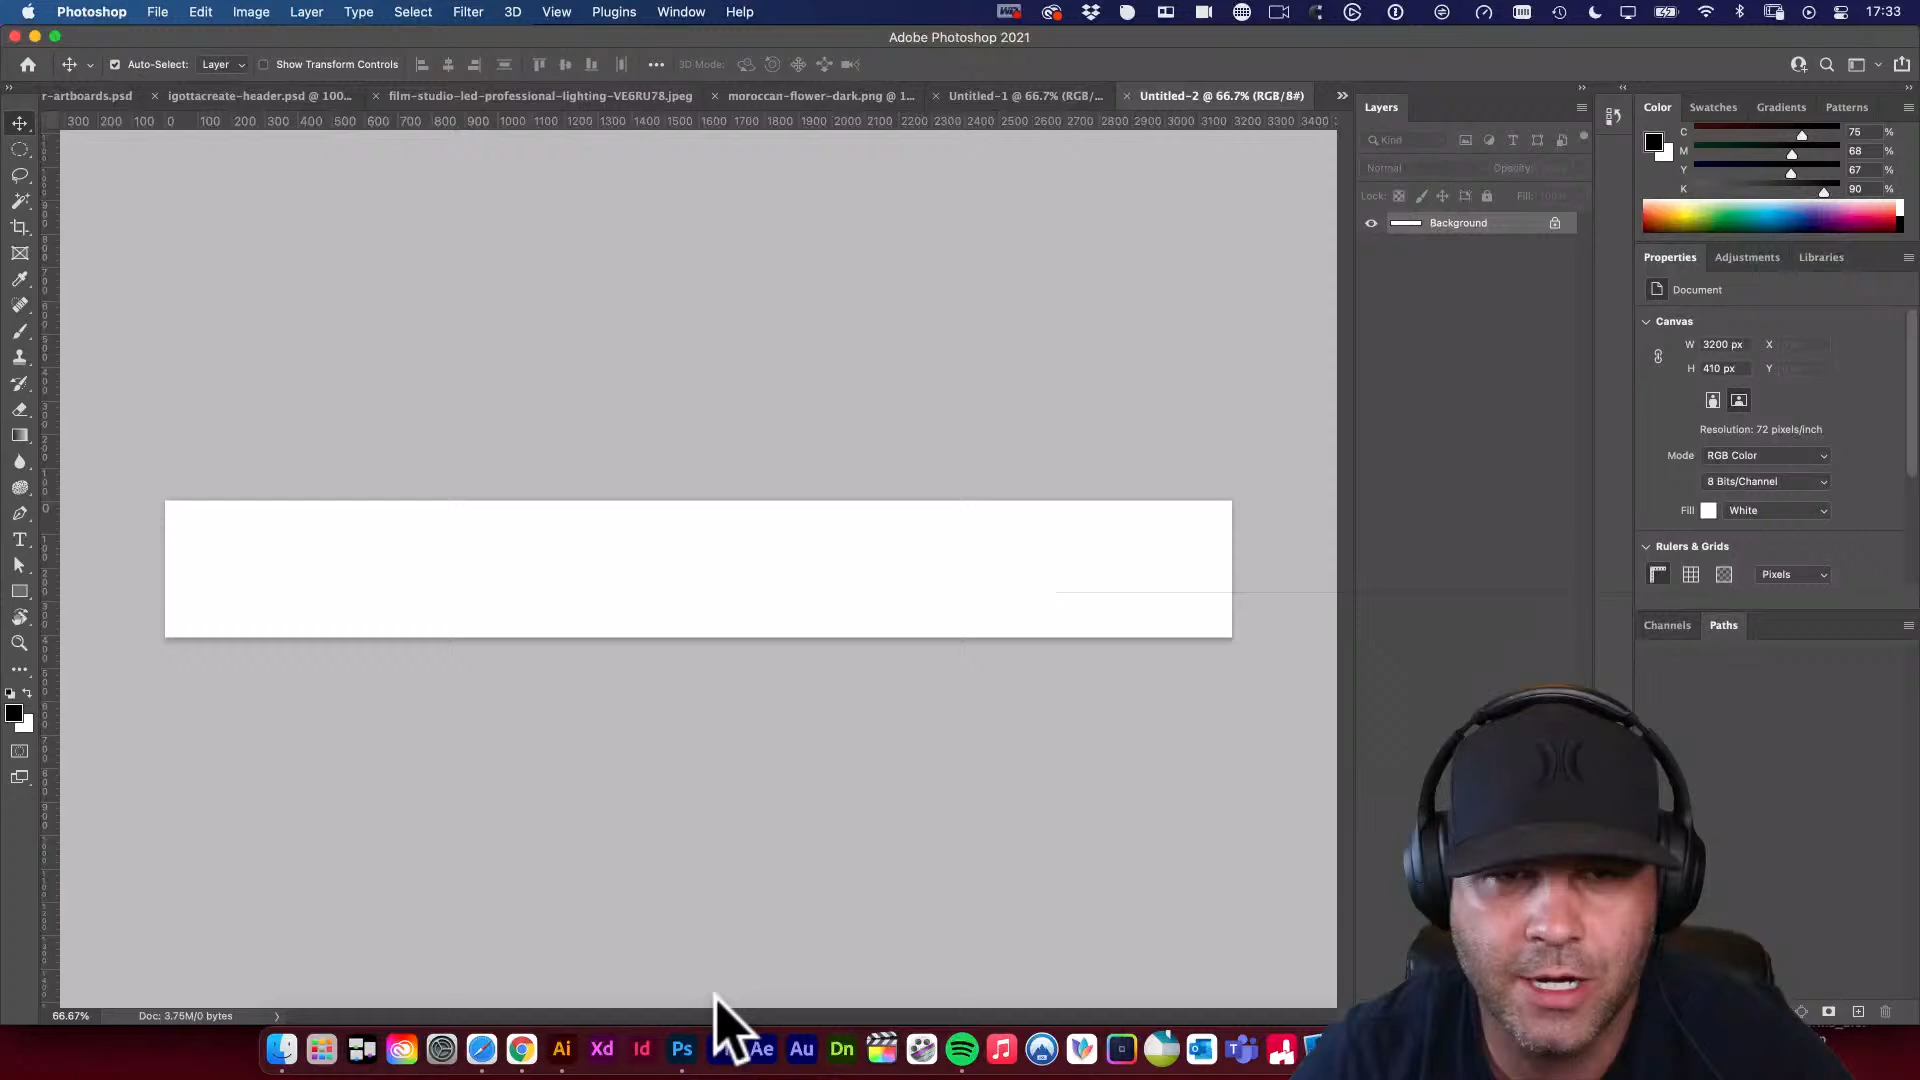 Photoshop File Edit Image Layer Type Select Filter 3D View Plugins Window Help 17:33
Adobe Photoshop 2021
Auto-Select: Layer Show Transform Controls 3D Mode:
r-artboards.psd igottacreate-header.psd @ 100... film-studio-led-professional-lighting-VE6RU78.jpeg moroccan-flower-dark.png @ 1... Untitled-1 @ 66.7% (RGB/... Untitled-2 @ 66.7% (RGB/8#)
300 200 100 0 100 200 300 400 500 600 700 800 900 1000 1100 1200 1300 1400 1500 1600 1700 1800 1900 2000 2100 2200 2300 2400 2500 2600 2700 2800 2900 3000 3100 3200 3300 3400
Layers
Kind
Normal Opacity:
Lock: Fill: 100%
Background
Color Swatches Gradients Patterns
C 75 %
M 68 %
Y 67 %
K 90 %
Properties Adjustments Libraries
Document
Canvas
W 3200 px X
H 410 px Y
Resolution: 72 pixels/inch
Mode RGB Color
8 Bits/Channel
Fill White
Rulers & Grids
Pixels
Channels Paths
66.67% Doc: 3.75M/0 bytes
Ai Xd Id Ps Ae Au Dn